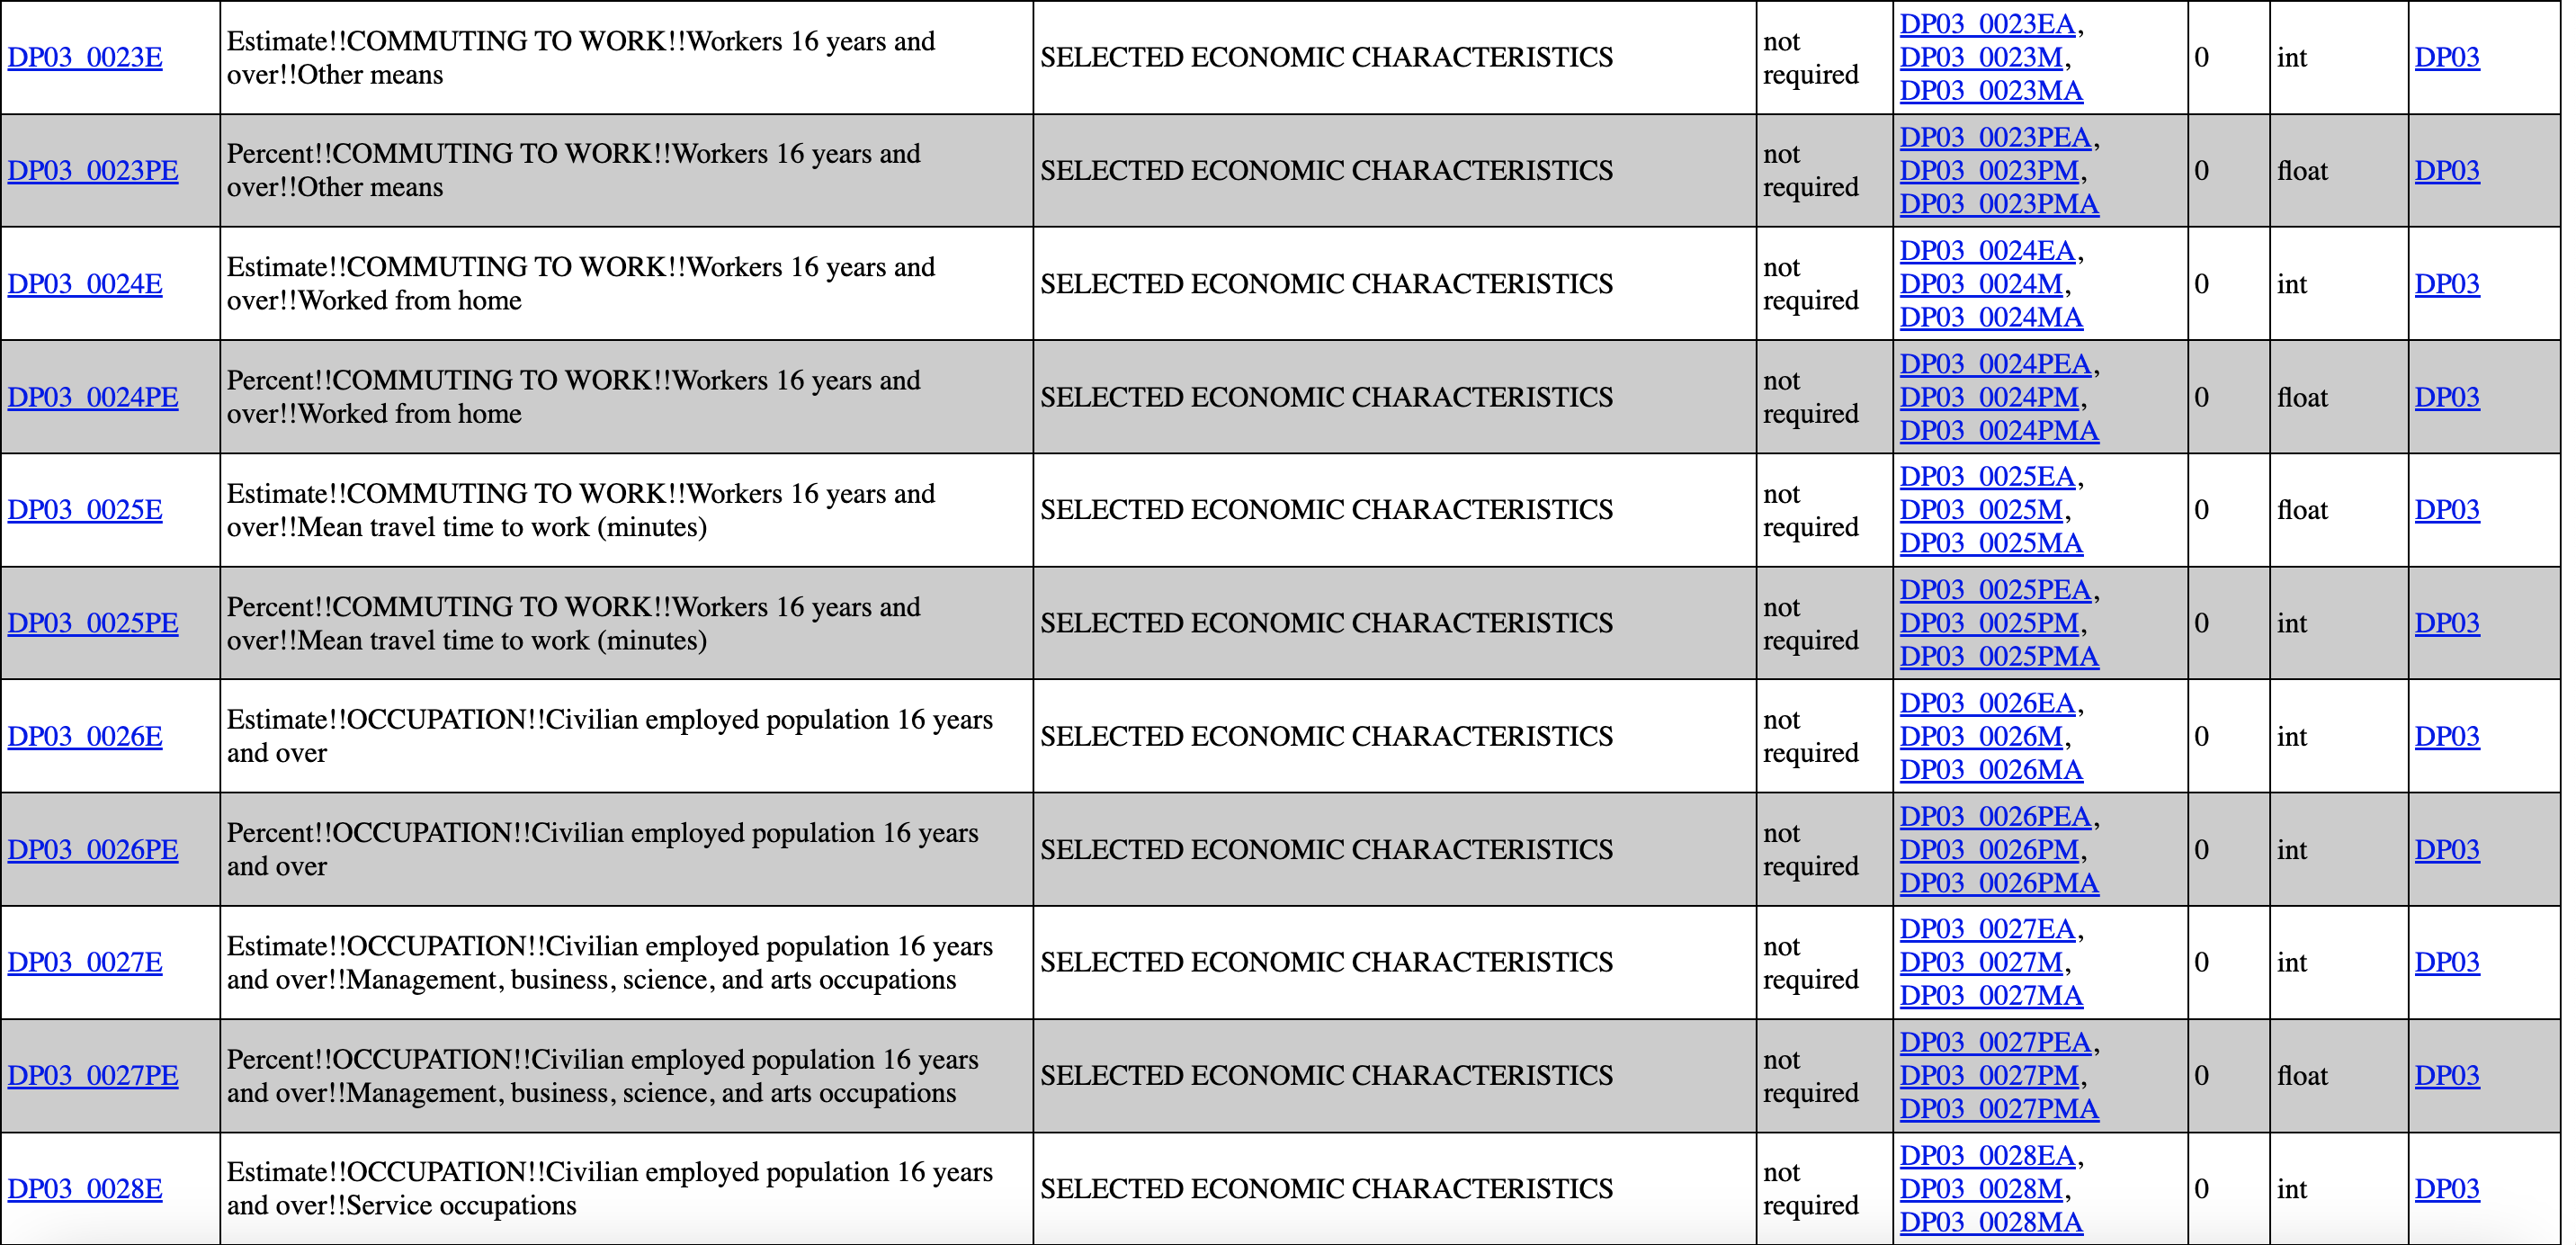 DP03_0023E
Estimate!!COMMUTING TO WORK!!Workers 16 years and
over!!Other means
SELECTED ECONOMIC CHARACTERISTICS
not
required
DP03_0023EA,
DP03_0023M,
DP03_0023MA
0
int
DP03
DP03_0023PE
Percent!!COMMUTING TO WORK!!Workers 16 years and
over!!Other means
SELECTED ECONOMIC CHARACTERISTICS
not
required
DP03_0023PEA,
DP03_0023PM,
DP03_0023PMA
0
float
DP03
DP03_0024E
Estimate!!COMMUTING TO WORK!!Workers 16 years and
over!!Worked from home
SELECTED ECONOMIC CHARACTERISTICS
not
required
DP03_0024EA,
DP03_0024M,
DP03_0024MA
0
int
DP03
DP03_0024PE
Percent!!COMMUTING TO WORK!!Workers 16 years and
over!!Worked from home
SELECTED ECONOMIC CHARACTERISTICS
not
required
DP03_0024PEA,
DP03_0024PM,
DP03_0024PMA
0
float
DP03
DP03_0025E
Estimate!!COMMUTING TO WORK!!Workers 16 years and
over!!Mean travel time to work (minutes)
SELECTED ECONOMIC CHARACTERISTICS
not
required
DP03_0025EA,
DP03_0025M,
DP03_0025MA
0
float
DP03
DP03_0025PE
Percent!!COMMUTING TO WORK!!Workers 16 years and
over!!Mean travel time to work (minutes)
SELECTED ECONOMIC CHARACTERISTICS
not
required
DP03_0025PEA,
DP03_0025PM,
DP03_0025PMA
0
int
DP03
DP03_0026E
Estimate!!OCCUPATION!!Civilian employed population 16 years
and over
SELECTED ECONOMIC CHARACTERISTICS
not
required
DP03_0026EA,
DP03_0026M,
DP03_0026MA
0
int
DP03
DP03_0026PE
Percent!!OCCUPATION!!Civilian employed population 16 years
and over
SELECTED ECONOMIC CHARACTERISTICS
not
required
DP03_0026PEA,
DP03_0026PM,
DP03_0026PMA
0
int
DP03
DP03_0027E
Estimate!!OCCUPATION!!Civilian employed population 16 years
and over!!Management, business, science, and arts occupations
SELECTED ECONOMIC CHARACTERISTICS
not
required
DP03_0027EA,
DP03_0027M,
DP03_0027MA
0
int
DP03
DP03_0027PE
Percent!!OCCUPATION!!Civilian employed population 16 years
and over!!Management, business, science, and arts occupations
SELECTED ECONOMIC CHARACTERISTICS
not
required
DP03_0027PEA,
DP03_0027PM,
DP03_0027PMA
0
float
DP03
DP03_0028E
Estimate!!OCCUPATION!!Civilian employed population 16 years
and over!!Service occupations
SELECTED ECONOMIC CHARACTERISTICS
not
required
DP03_0028EA,
DP03_0028M,
DP03_0028MA
0
int
DP03